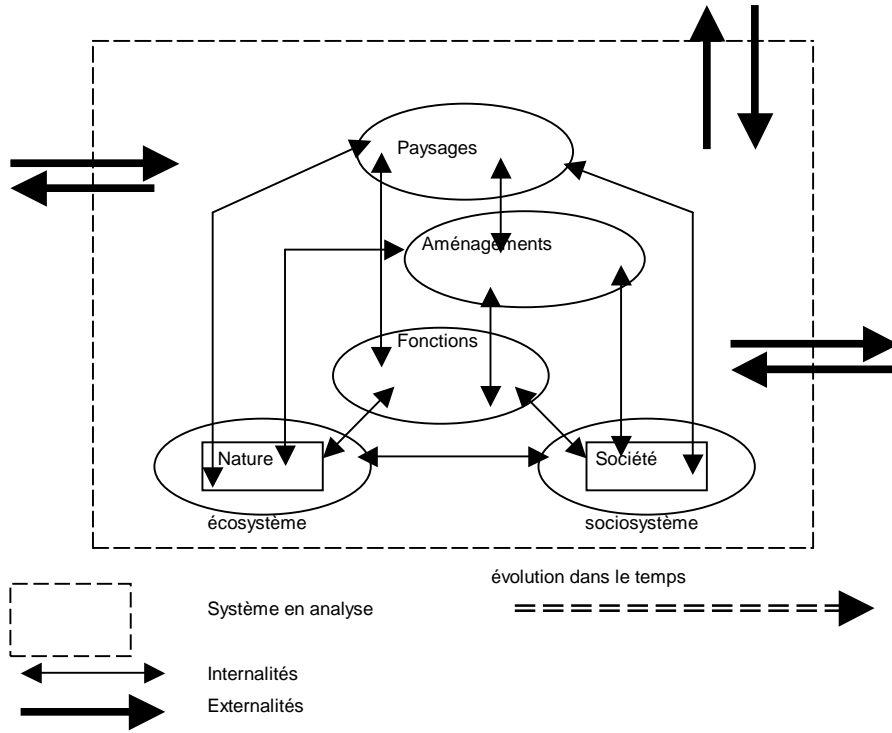 Paysages
Aménagements
Fonctions
Nature
Société
écosystème
sociosystème
évolution dans le temps
Système en analyse
Internalités
Externalités